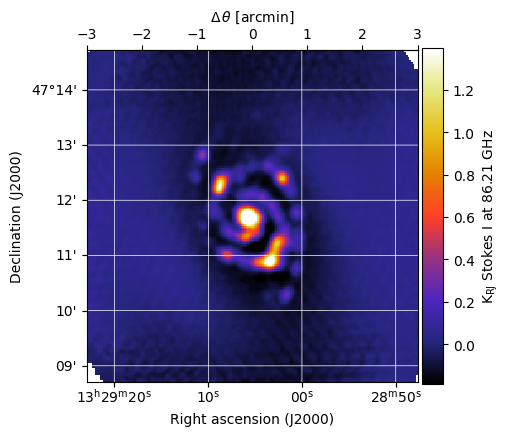 Δθ [arcmin]
−3 −2 −1 0 1 2 3
47°14'
13'
12'
11'
10'
09'
Declination (J2000)
13ʰ29ᵐ20ˢ 10ˢ 00ˢ 28ᵐ50ˢ
Right ascension (J2000)
1.2
1.0
0.8
0.6
0.4
0.2
0.0
K_RJ Stokes I at 86.21 GHz